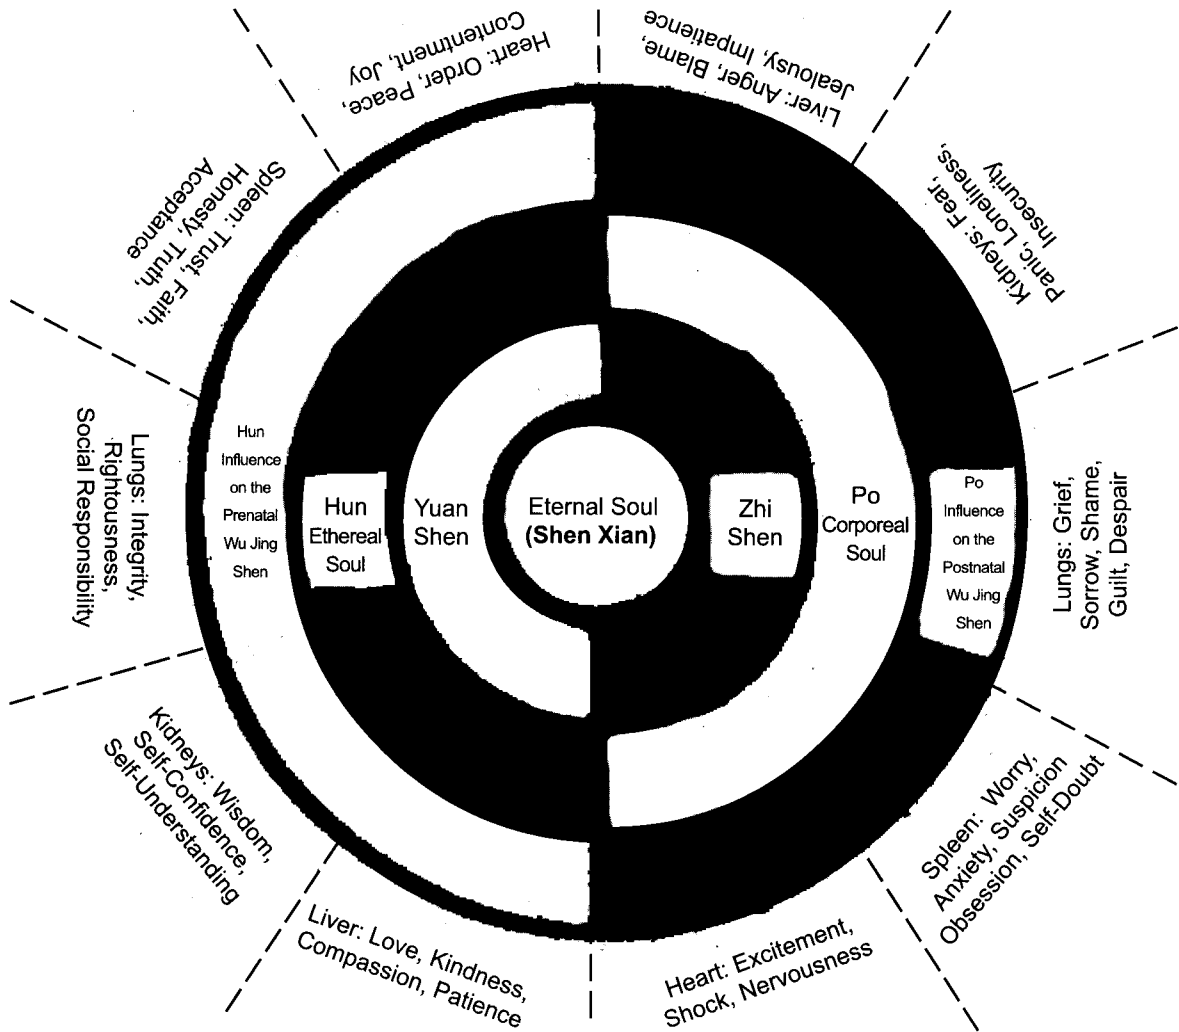 Heart: Order, Peace,
Contentment, Joy
Liver: Anger, Blame,
Jealousy, Impatience
Spleen: Trust, Faith,
Honesty, Truth,
Acceptance
Kidneys: Fear,
Panic, Loneliness,
Insecurity
Lungs: Integrity,
Rightousness,
Social Responsibility
Hun
Influence
on the
Prenatal
Wu Jing
Shen
Hun
Ethereal
Soul
Yuan
Shen
Eternal Soul
(Shen Xian)
Zhi
Shen
Po
Corporeal
Soul
Po
Influence
on the
Postnatal
Wu Jing
Shen
Lungs: Grief,
Sorrow, Shame,
Guilt, Despair
Kidneys: Wisdom,
Self-Confidence,
Self-Understanding
Liver: Love, Kindness,
Compassion, Patience
Heart: Excitement,
Shock, Nervousness
Spleen: Worry,
Anxiety, Suspicion
Obsession, Self-Doubt